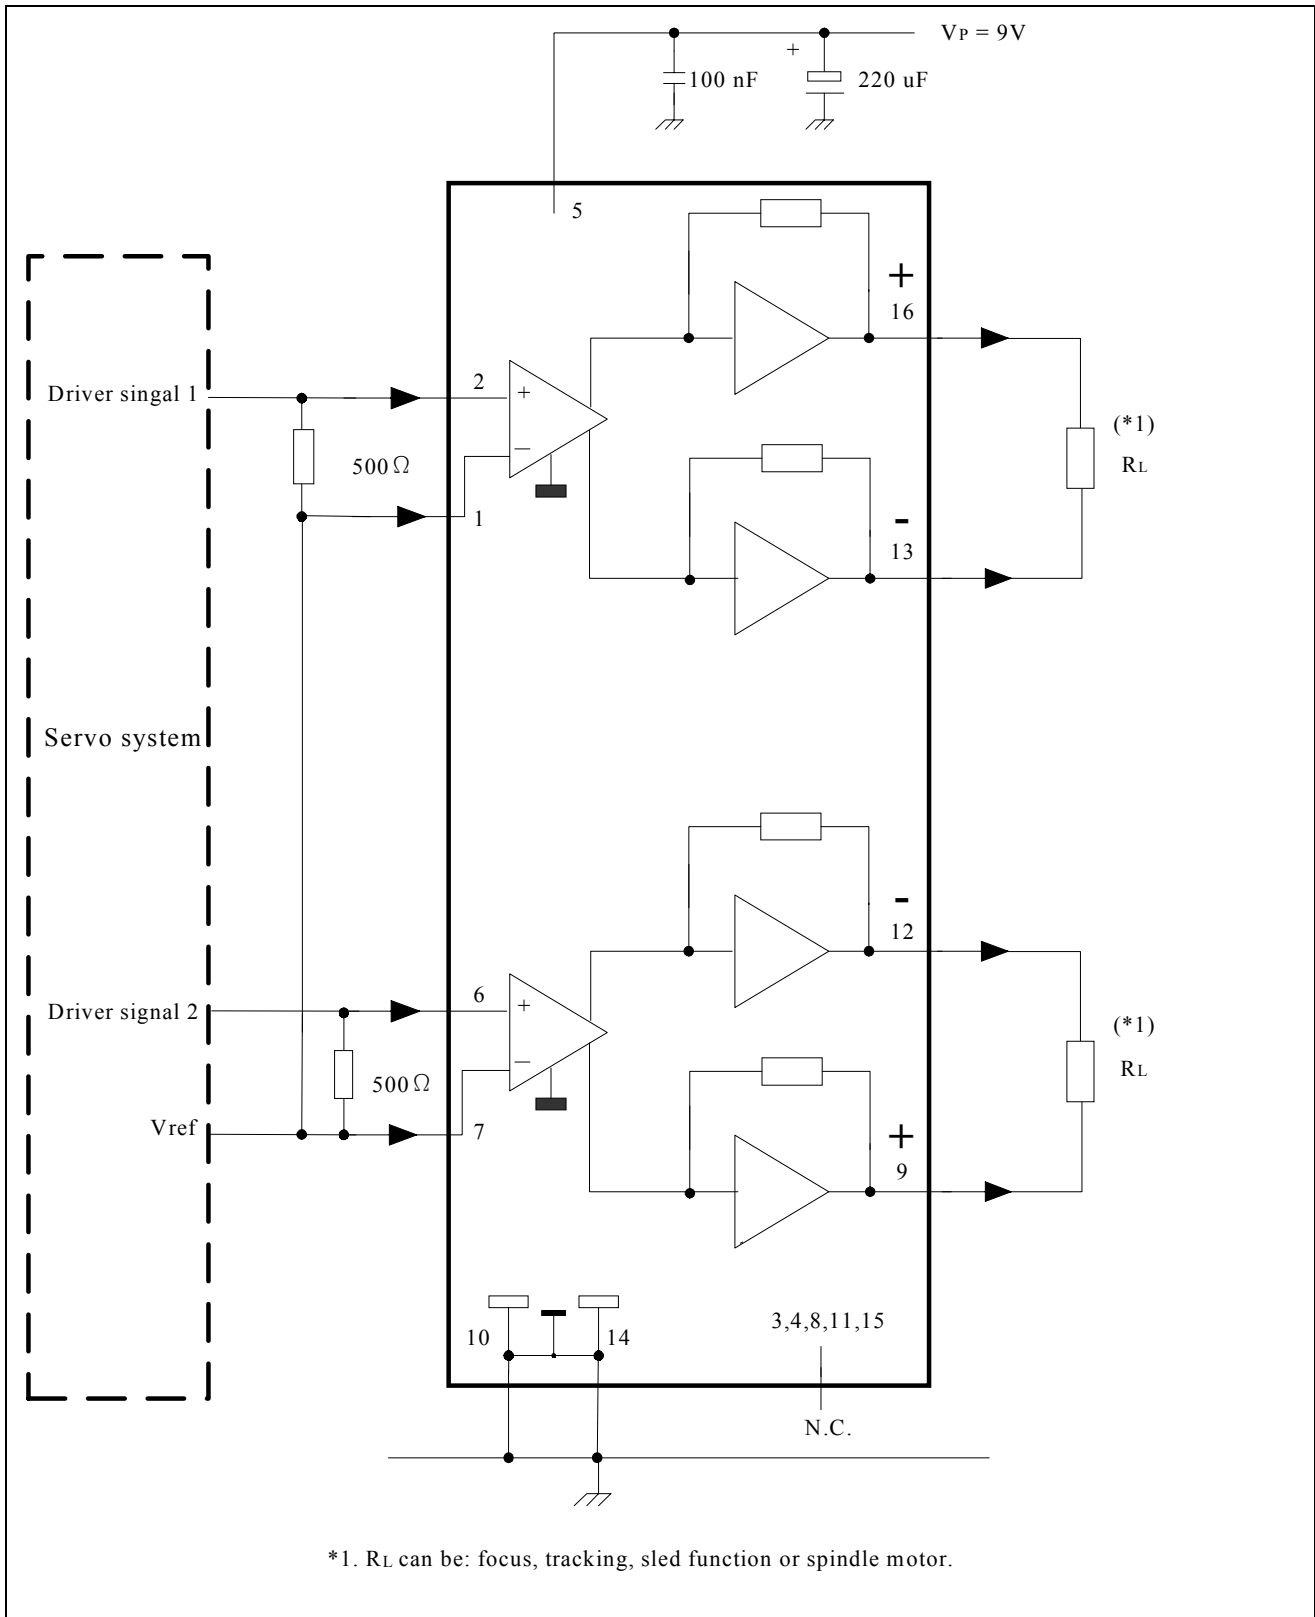 VP = 9V
+
100 nF
220 uF
5
+
16
Driver singal 1
2
+
(*1)
500Ω
RL
−
1
-
13
Servo system
-
12
6
Driver signal 2
+
(*1)
500Ω
RL
−
Vref
7
+
9
3,4,8,11,15
10
14
N.C.
*1. RL can be: focus, tracking, sled function or spindle motor.